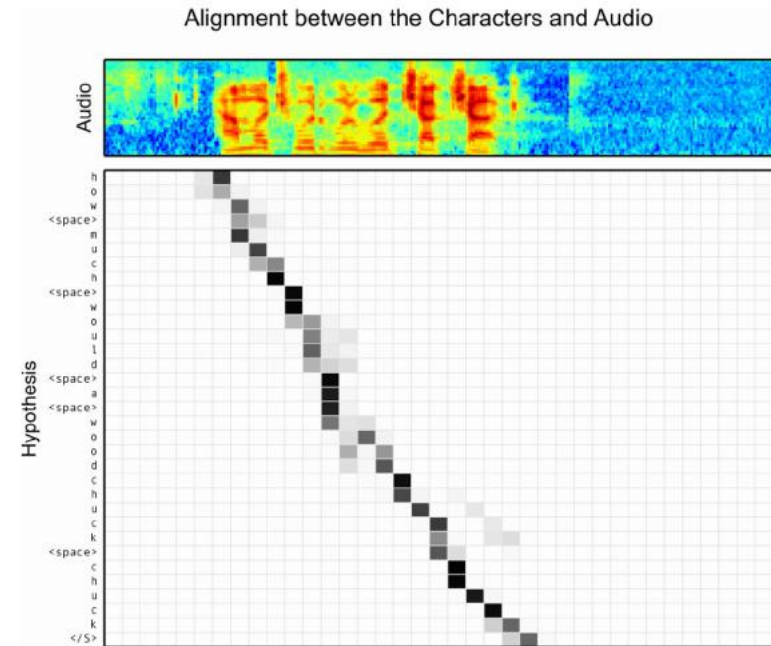 Alignment between the Characters and Audio
Audio
Hypothesis
h
o
w
<space>
m
u
c
h
<space>
w
o
u
l
d
<space>
a
<space>
w
o
o
d
c
h
u
c
k
<space>
c
h
u
c
k
</S>